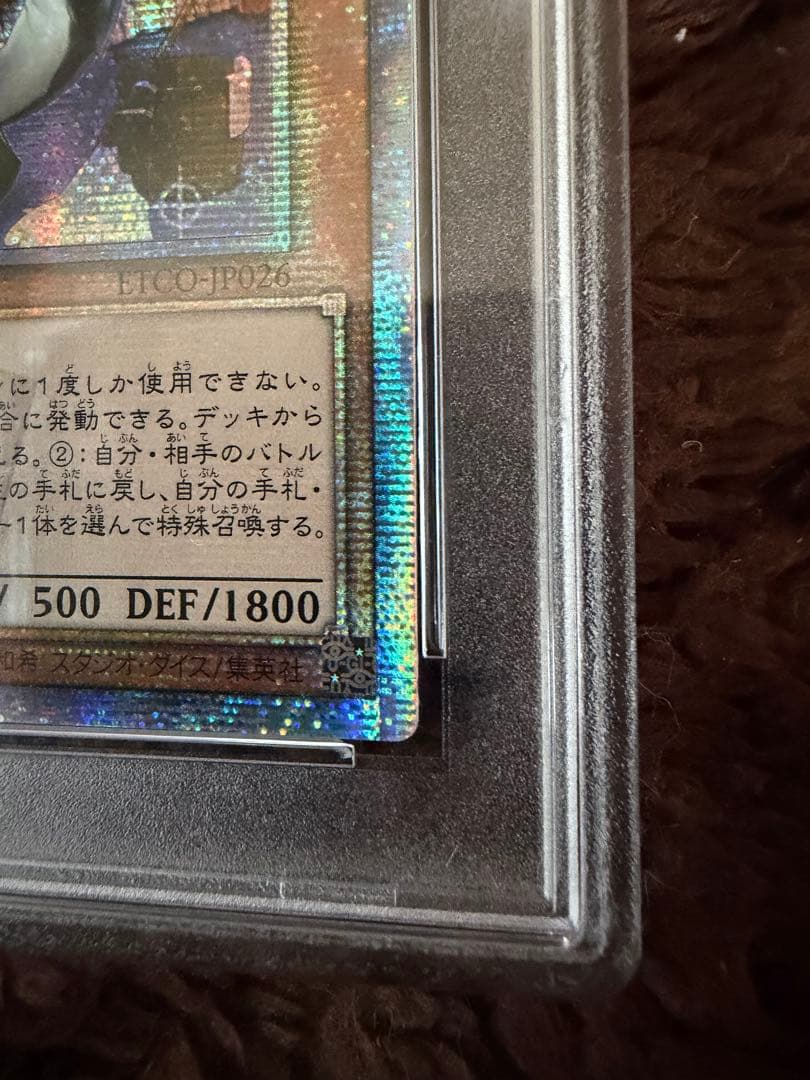 ETCO-JP026
に1度しか使用できない。
合に発動できる。デッキから
る。②:自分・相手のバトル
の手札に戻し、自分の手札・
1体を選んで特殊召喚する。
/ 500 DEF/1800
和希 スタジオ・ダイス/集英社